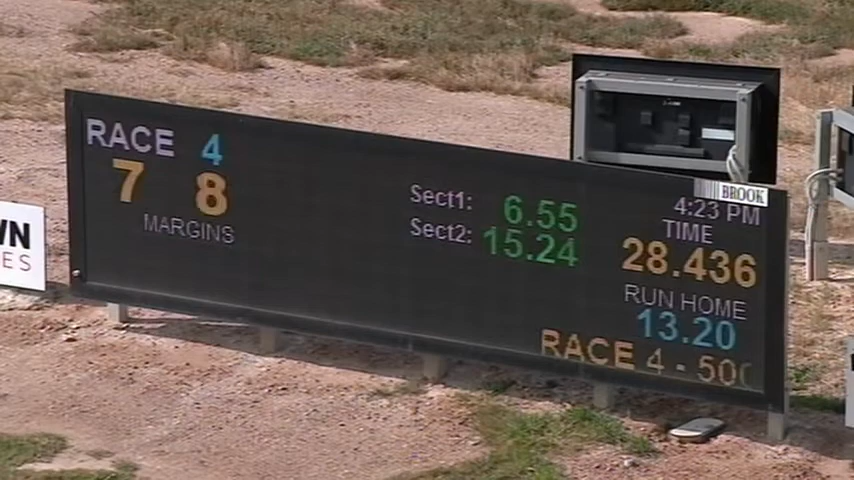 RACE 4
7 8
MARGINS
Sect1: 6.55
Sect2: 15.24
BROOK
4:23 PM
TIME
28.436
RUN HOME
13.20
RACE 4 - 500
WN
ES